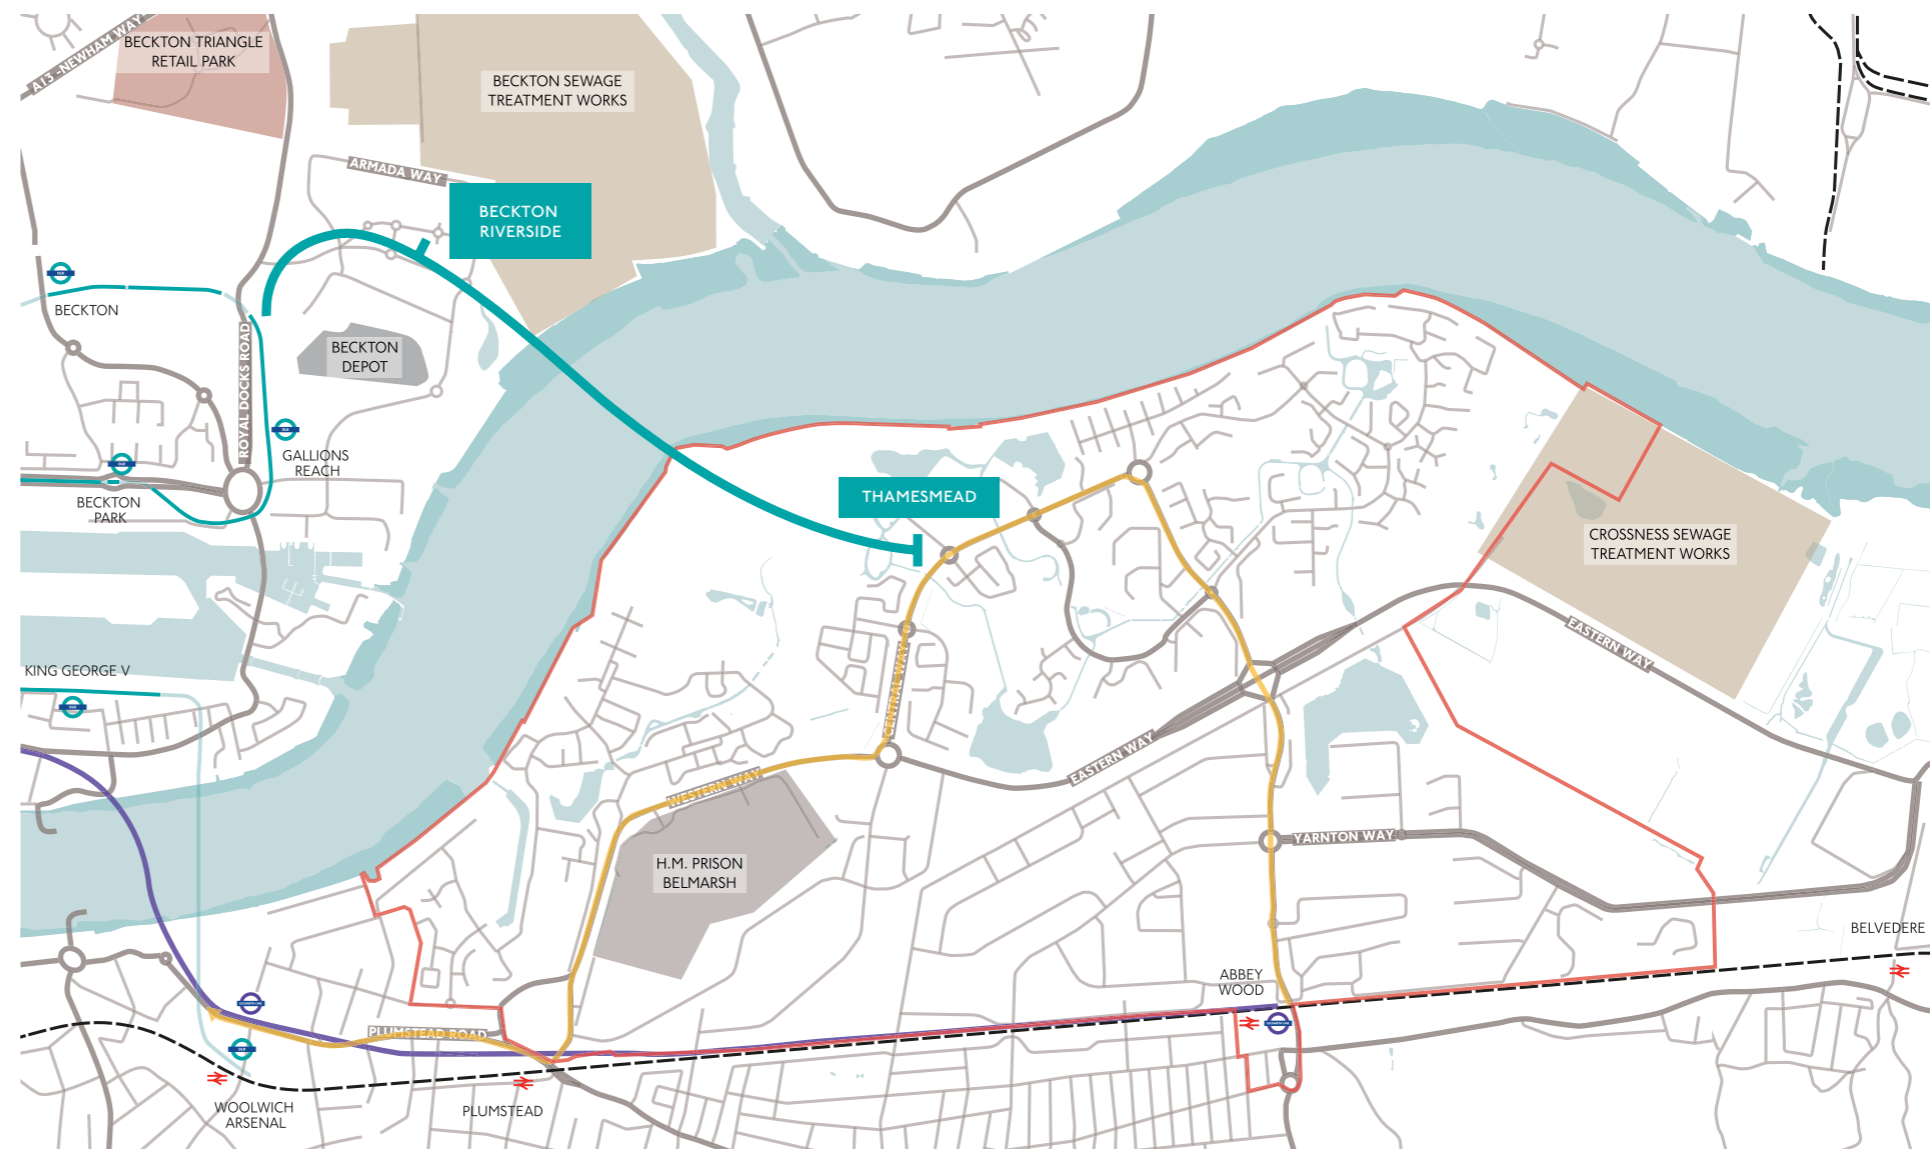 A13 -NEWHAM WAY
BECKTON TRIANGLE
RETAIL PARK
BECKTON SEWAGE
TREATMENT WORKS
ARMADA WAY
BECKTON
RIVERSIDE
BECKTON
ROYAL DOCKS ROAD
BECKTON
DEPOT
GALLIONS
REACH
BECKTON
PARK
THAMESMEAD
CROSSNESS SEWAGE
TREATMENT WORKS
EASTERN WAY
KING GEORGE V
CENTRAL WAY
EASTERN WAY
WESTERN WAY
YARNTON WAY
H.M. PRISON
BELMARSH
BELVEDERE
ABBEY
WOOD
PLUMSTEAD ROAD
WOOLWICH
ARSENAL
PLUMSTEAD